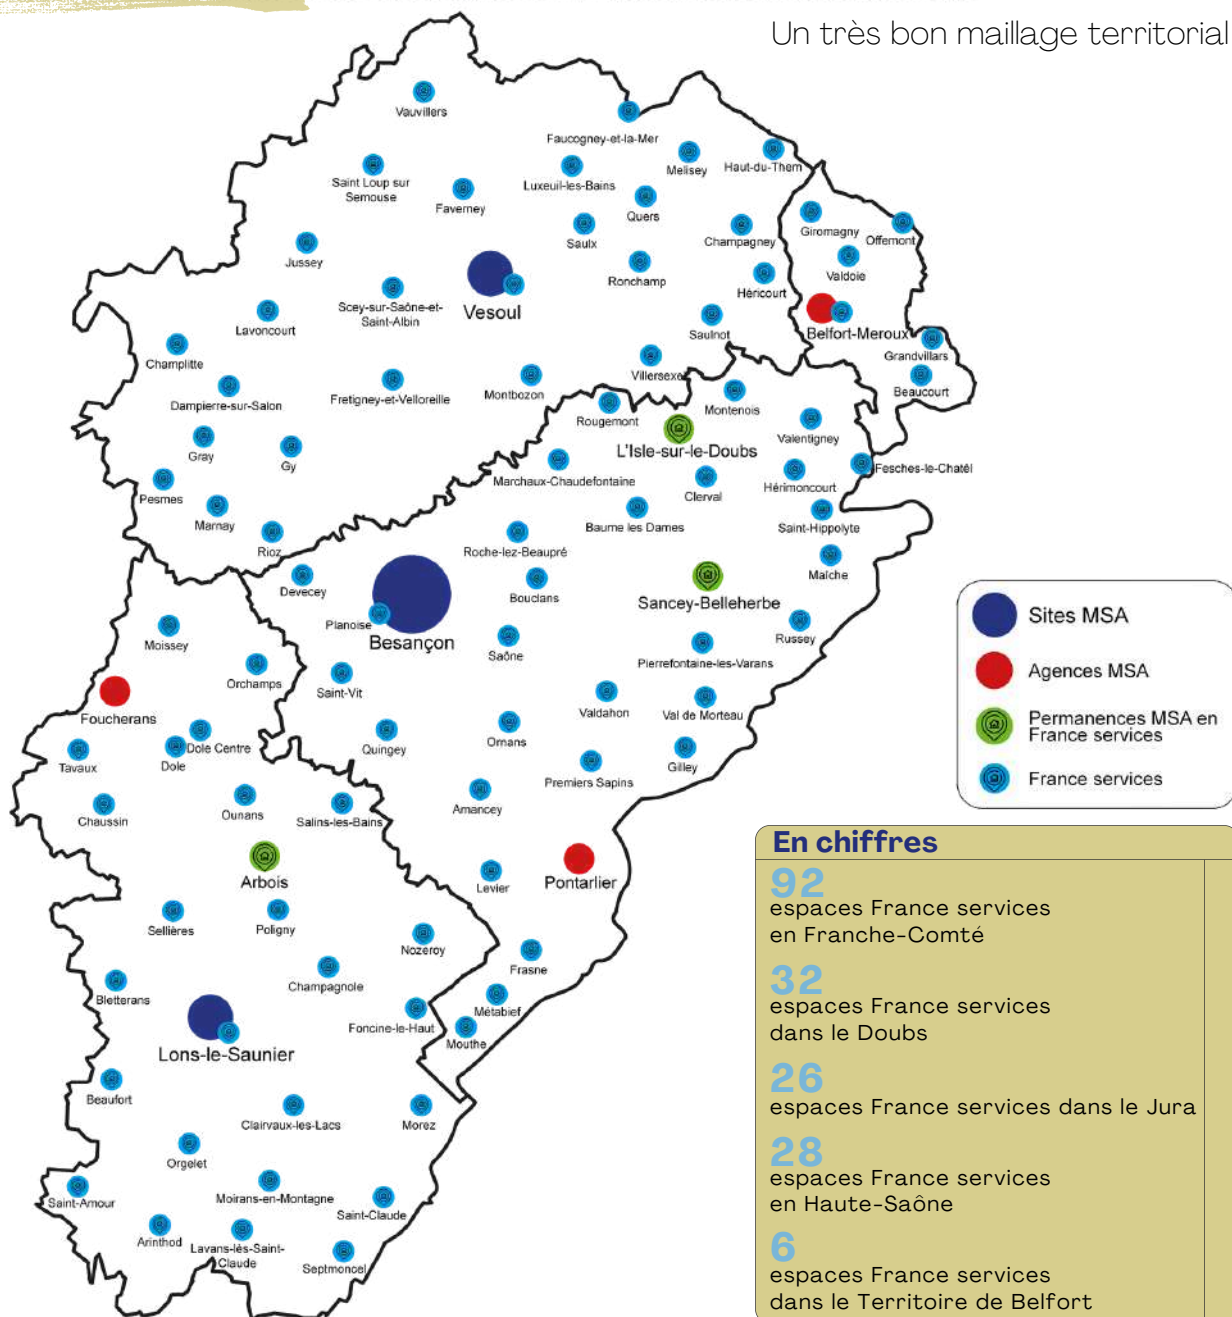 Un très bon maillage territorial
Vauvillers
Faucogney-et-la-Mer
Melisey
Haut-du-Them
Saint Loup sur
Semouse
Faverney
Luxeuil-les-Bains
Quers
Saulx
Champagney
Giromagny
Offemont
Valdoie
Jussey
Ronchamp
Héricourt
Scey-sur-Saône-et-
Saint-Albin
Vesoul
Lavoncourt
Saulnot
Belfort-Meroux
Grandvillars
Beaucourt
Champlitte
Villersexel
Dampierre-sur-Salon
Fretigney-et-Velloreille
Montbozon
Rougemont
Montenois
Valentigney
L'Isle-sur-le-Doubs
Gray
Gy
Marchaux-Chaudefontaine
Clerval
Hérimoncourt
Fesches-le-Chatêl
Pesmes
Marnay
Baume les Dames
Saint-Hippolyte
Rioz
Roche-lez-Beaupré
Maîche
Devecey
Bouclans
Sancey-Belleherbe
Planoise
Besançon
Russey
Moissey
Saône
Pierrefontaine-les-Varans
Orchamps
Saint-Vit
Foucherans
Valdahon
Val de Morteau
Dole Centre
Dole
Tavaux
Quingey
Ornans
Gilley
Premiers Sapins
Chaussin
Ounans
Salins-les-Bains
Amancey
Arbois
Levier
Pontarlier
Sellières
Poligny
Nozeroy
Frasne
Champagnole
Bletterans
Métabief
Foncine-le-Haut
Mouthe
Lons-le-Saunier
Beaufort
Clairvaux-les-Lacs
Morez
Orgelet
Saint-Amour
Moirans-en-Montagne
Saint-Claude
Arinthod
Lavans-lès-Saint-
Claude
Septmoncel
Sites MSA
Agences MSA
Permanences MSA en
France services
France services
En chiffres
92
espaces France services
en Franche-Comté
32
espaces France services
dans le Doubs
26
espaces France services dans le Jura
28
espaces France services
en Haute-Saône
6
espaces France services
dans le Territoire de Belfort